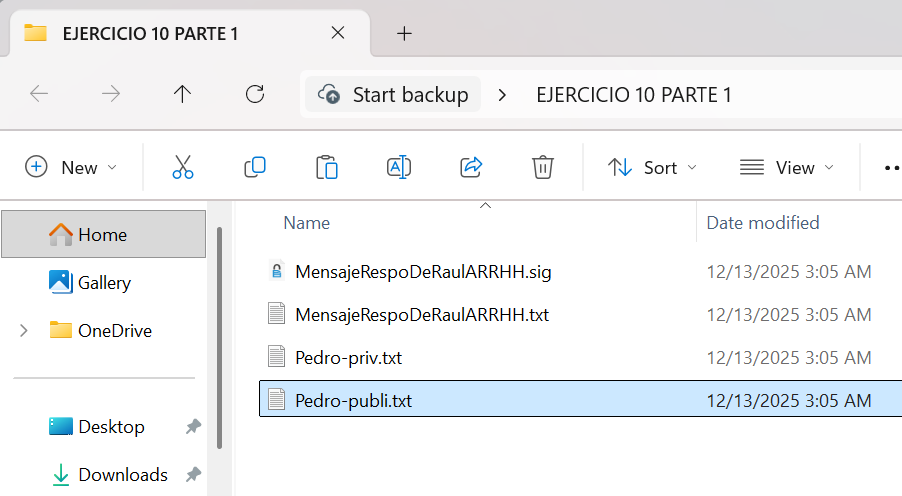 EJERCICIO 10 PARTE 1
Start backup EJERCICIO 10 PARTE 1
New Sort View
Name Date modified
Home
Gallery
OneDrive
Desktop
Downloads
MensajeRespoDeRaulARRHH.sig 12/13/2025 3:05 AM
MensajeRespoDeRaulARRHH.txt 12/13/2025 3:05 AM
Pedro-priv.txt 12/13/2025 3:05 AM
Pedro-publi.txt 12/13/2025 3:05 AM